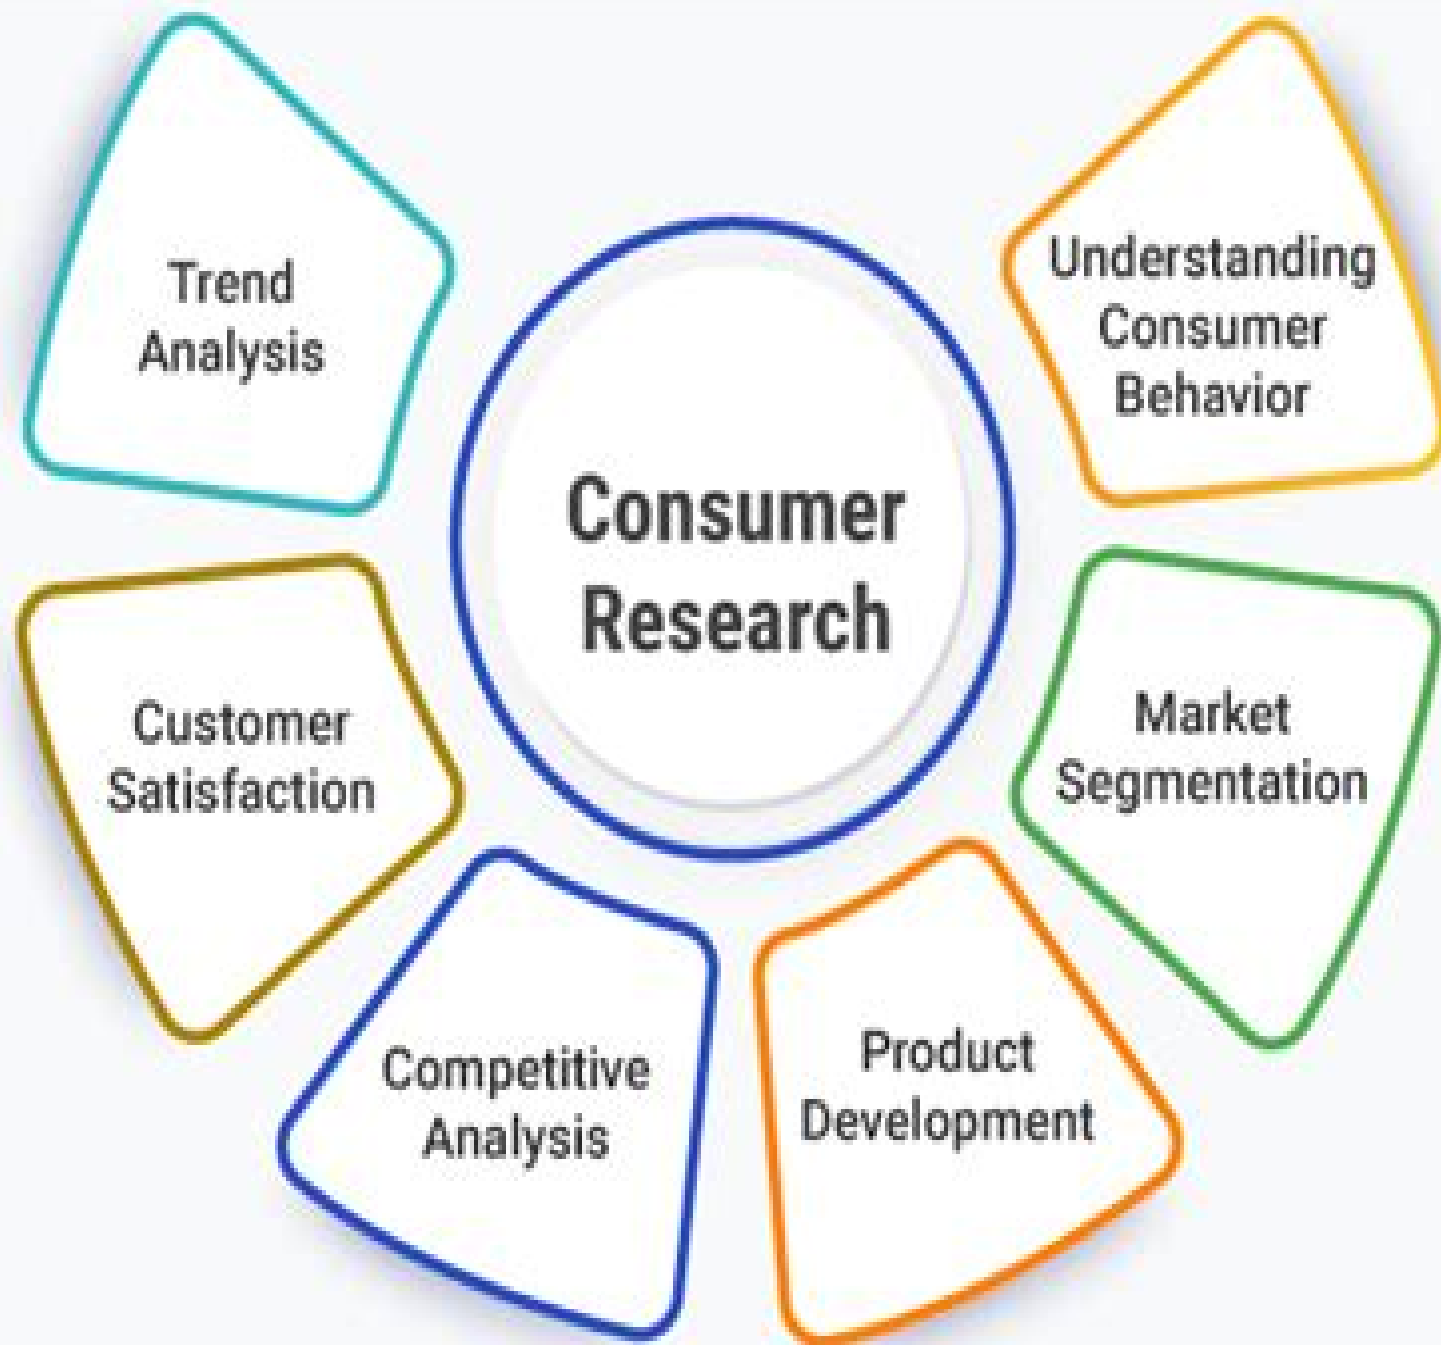 Trend
Analysis
Understanding
Consumer
Behavior
Consumer
Research
Customer
Satisfaction
Market
Segmentation
Competitive
Analysis
Product
Development